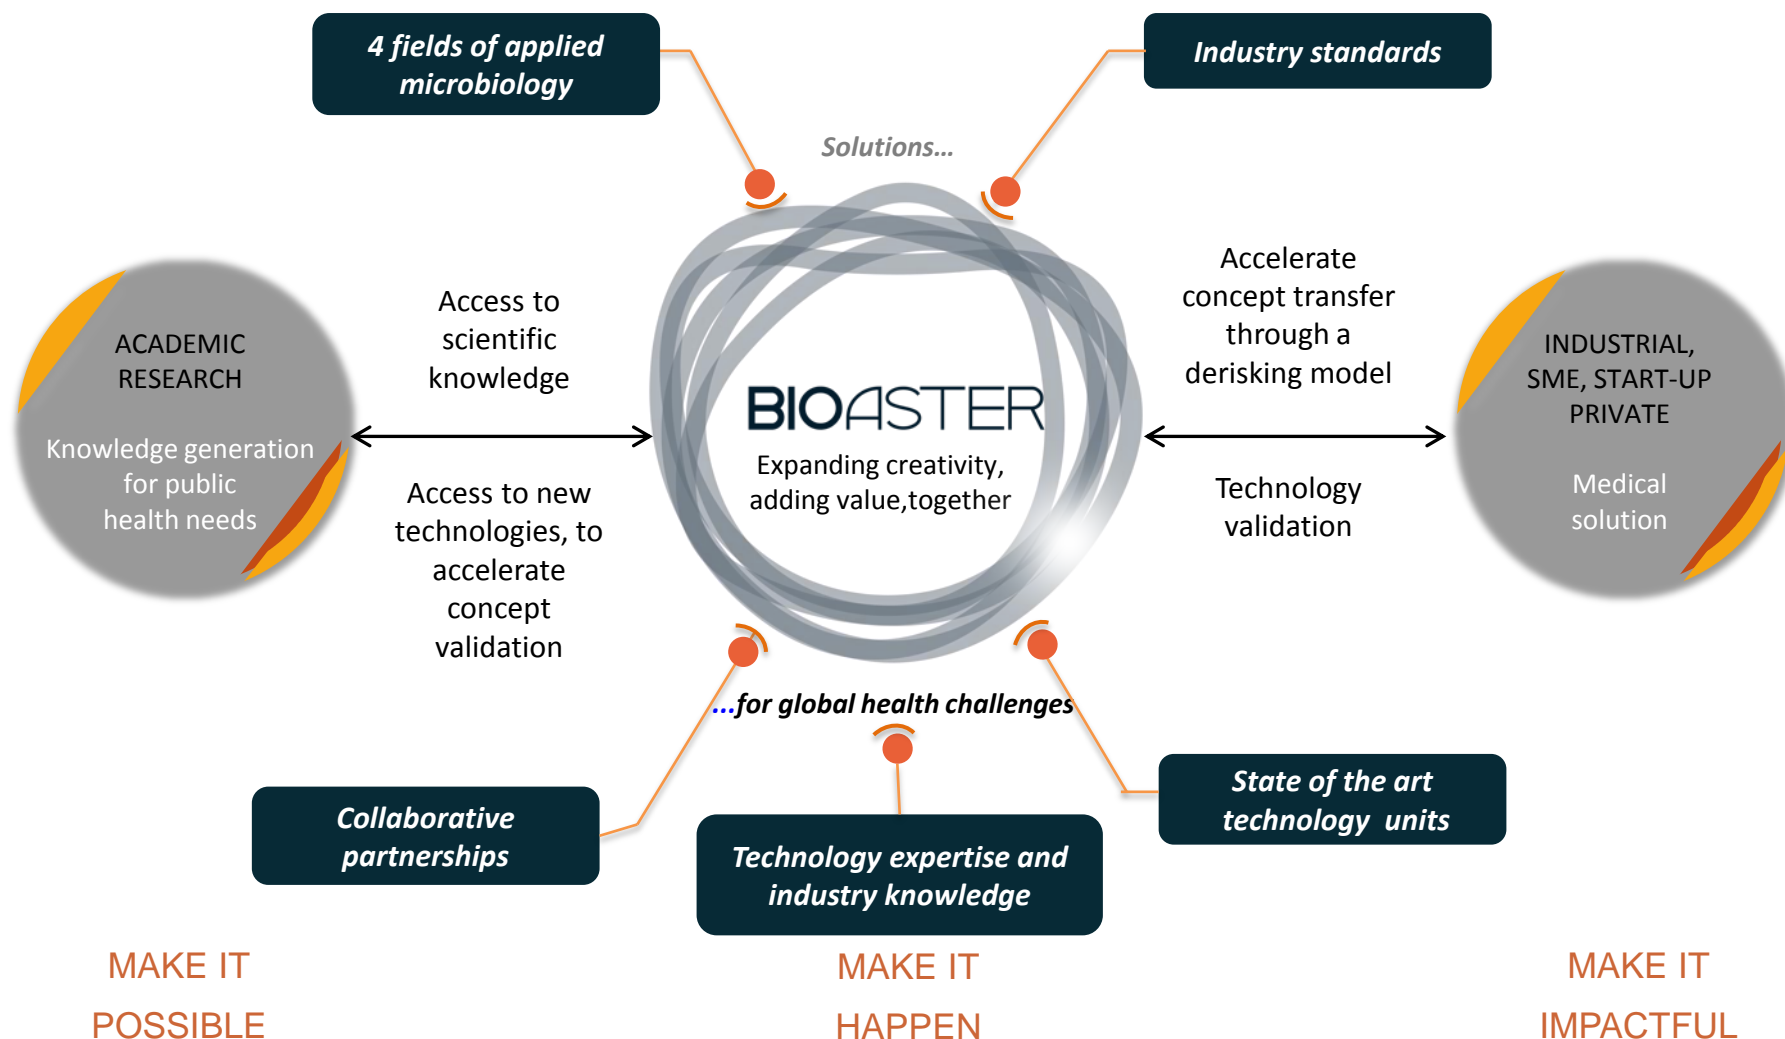 4 fields of applied
microbiology
Industry standards
Solutions...
ACADEMIC
RESEARCH
Knowledge generation
for public
health needs
Access to
scientific
knowledge
Access to new
technologies, to
accelerate
concept
validation
BIOASTER
Expanding creativity,
adding value,together
Accelerate
concept transfer
through a
derisking model
Technology
validation
INDUSTRIAL,
SME, START-UP
PRIVATE
Medical
solution
...for global health challenges
Collaborative
partnerships
Technology expertise and
industry knowledge
State of the art
technology  units
MAKE IT
POSSIBLE
MAKE IT
HAPPEN
MAKE IT
IMPACTFUL